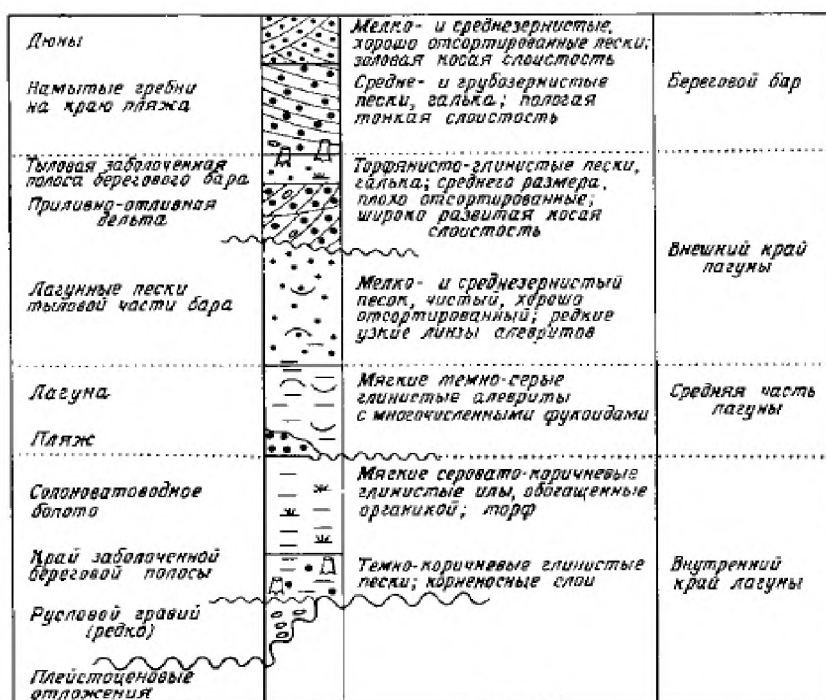 Дюны
Мелко- и среднезернистые,
хорошо отсортированные пески;
золовая косая слоистость
Намытые гребни
на краю пляжа
Средне- и грубозернистые
пески, галька; пологая
тонкая слоистость
Береговой бар
Тыловая заболоченная
полоса берегового бара
Приливно-отливная
дельта
Торфянисто-глинистые пески,
галька; среднего размера,
плохо отсортированные;
широко развитая косая
слоистость
Внешний край
лагуны
Лагунные пески
тыловой части бара
Мелко- и среднезернистый
песок, чистый, хорошо
отсортированный; редкие
узкие линзы алевритов
Лагуна
Мягкие темно-серые
глинистые алевриты
с многочисленными фукоидами
Средняя часть
лагуны
Пляж
Солоноватоводное
болото
Мягкие серовато-коричневые
глинистые илы, обогащенные
органикой; торф
Край заболоченной
береговой полосы
Темно-коричневые глинистые
пески; корненосные слои
Внутренний
край лагуны
Русловой гравий
(редко)
Плейстоценовые
отложения